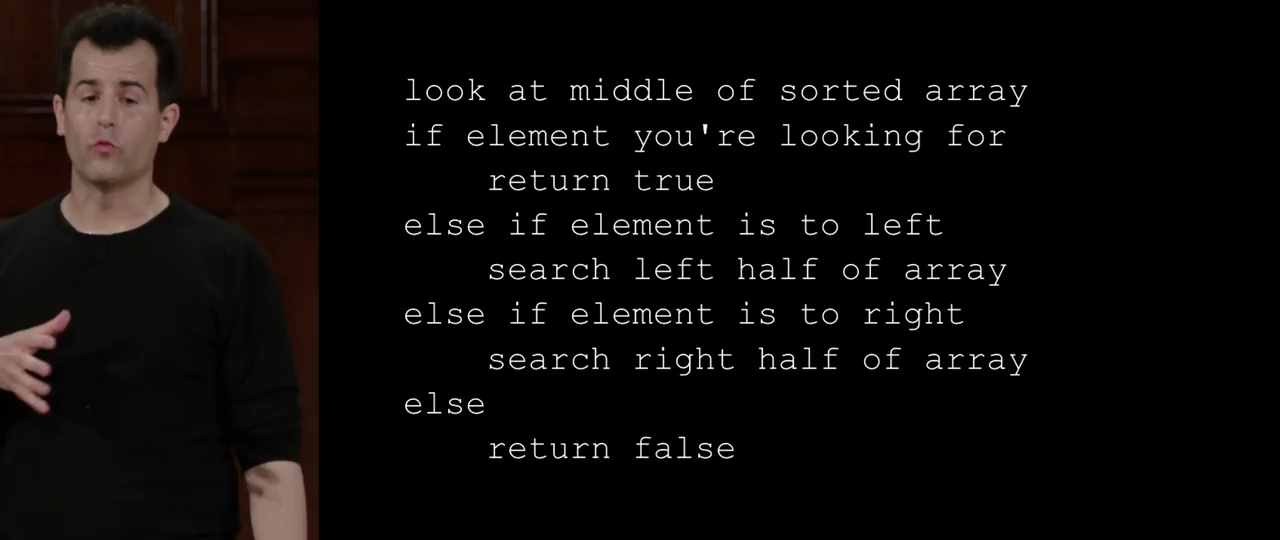 look at middle of sorted array
if element you're looking for
    return true
else if element is to left
    search left half of array
else if element is to right
    search right half of array
else
    return false